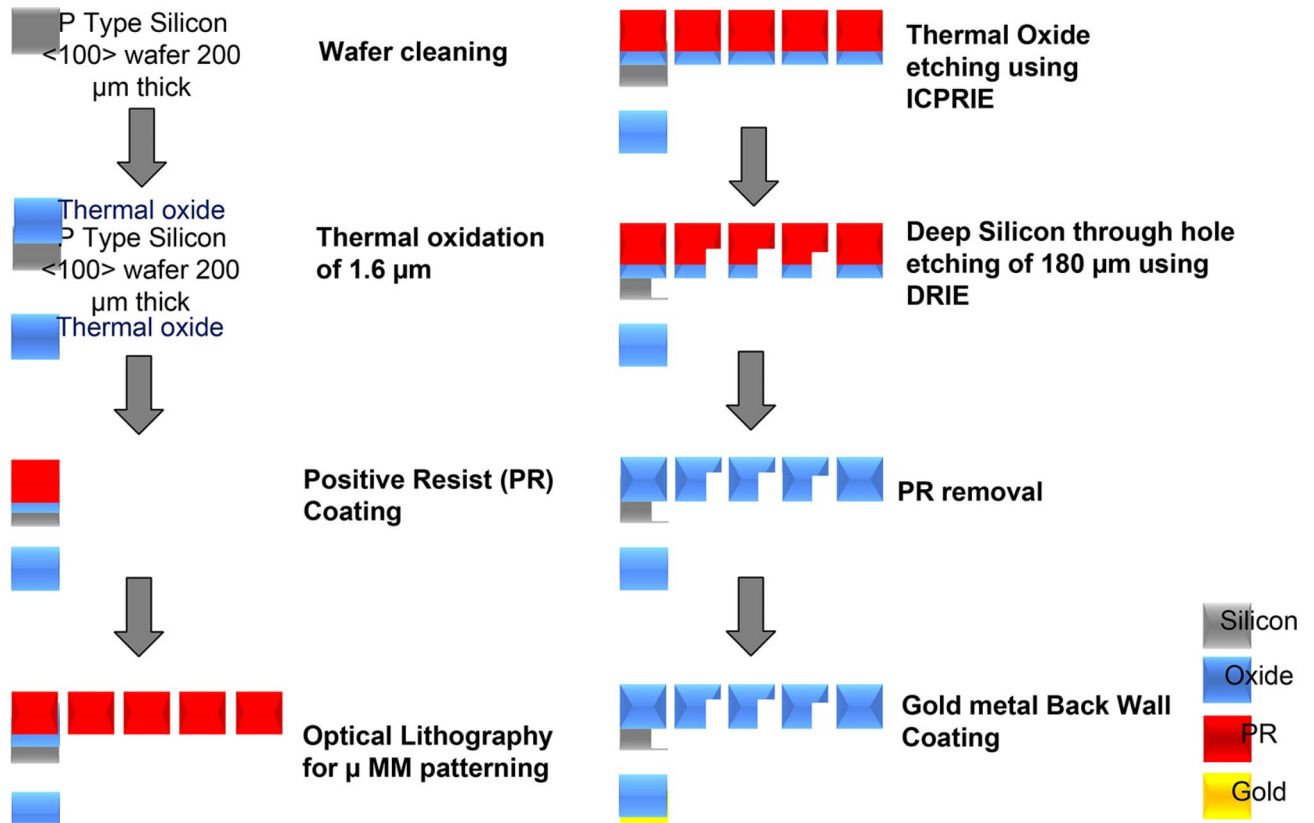 P Type Silicon
<100> wafer 200
µm thick
Wafer cleaning
Thermal oxide
P Type Silicon
<100> wafer 200
µm thick
Thermal oxide
Thermal oxidation
of 1.6 µm
Positive Resist (PR)
Coating
Optical Lithography
for µ MM patterning
Thermal Oxide
etching using
ICPRIE
Deep Silicon through hole
etching of 180 µm using
DRIE
PR removal
Gold metal Back Wall
Coating
Silicon
Oxide
PR
Gold